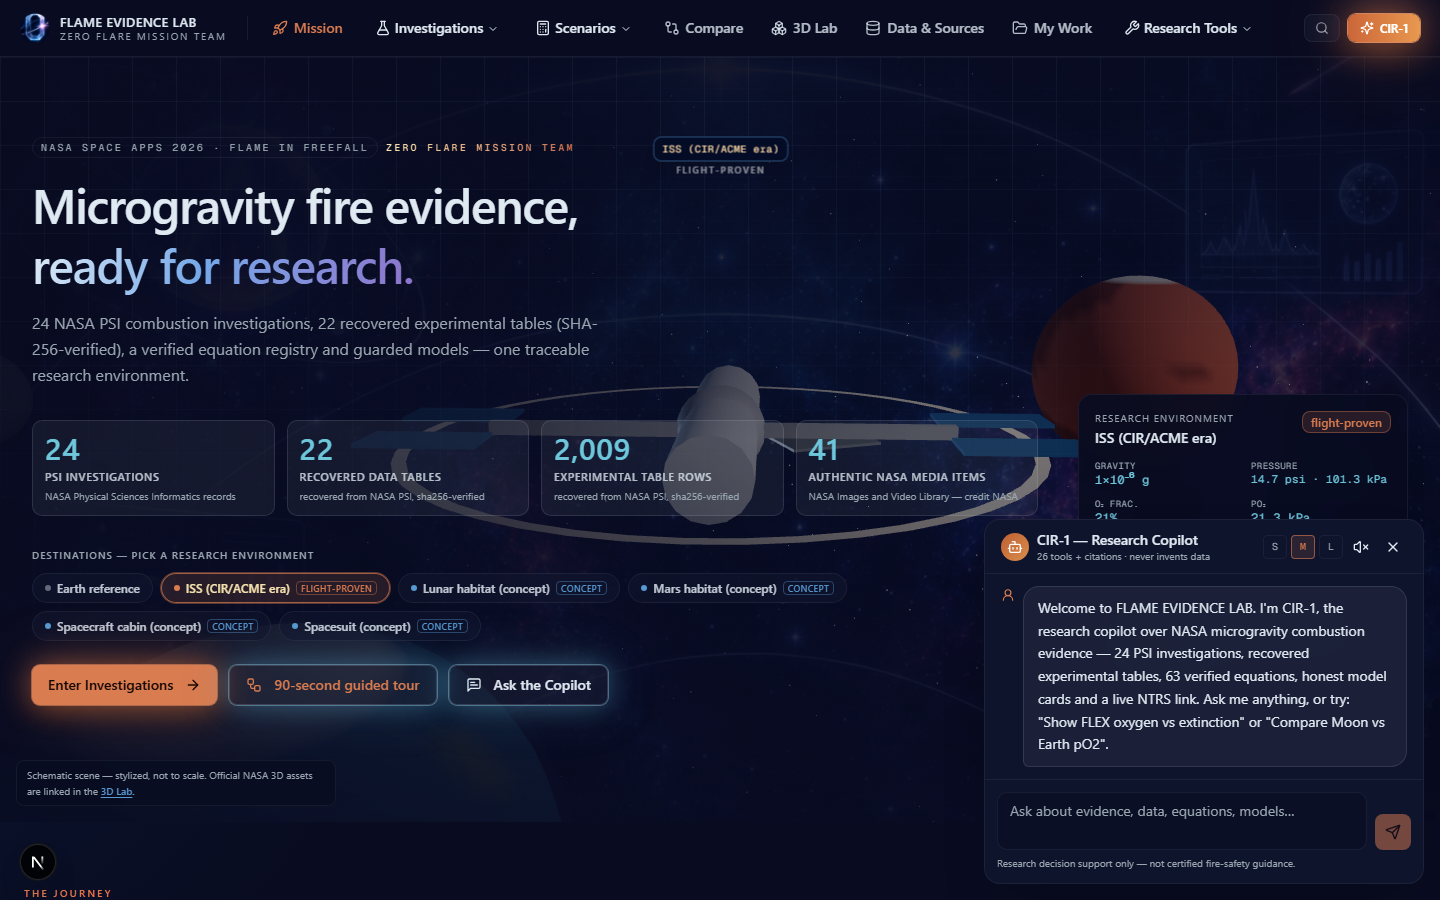 FLAME EVIDENCE LAB
ZERO FLARE MISSION TEAM
Mission
Investigations
Scenarios
Compare
3D Lab
Data & Sources
My Work
Research Tools
CIR-1
NASA SPACE APPS 2026 · FLAME IN FREEFALL
ZERO FLARE MISSION TEAM
ISS (CIR/ACME era)
FLIGHT-PROVEN
Microgravity fire evidence,
ready for research.
24 NASA PSI combustion investigations, 22 recovered experimental tables (SHA-
256-verified), a verified equation registry and guarded models — one traceable
research environment.
24
PSI INVESTIGATIONS
NASA Physical Sciences Informatics records
22
RECOVERED DATA TABLES
recovered from NASA PSI, sha256-verified
2,009
EXPERIMENTAL TABLE ROWS
recovered from NASA PSI, sha256-verified
41
AUTHENTIC NASA MEDIA ITEMS
NASA Images and Video Library — credit NASA
RESEARCH ENVIRONMENT
ISS (CIR/ACME era)
flight-proven
GRAVITY
1×10⁻⁶ g
PRESSURE
14.7 psi · 101.3 kPa
O₂ FRAC.
21%
PO₂
21.3 kPa
DESTINATIONS — PICK A RESEARCH ENVIRONMENT
Earth reference
ISS (CIR/ACME era) FLIGHT-PROVEN
Lunar habitat (concept) CONCEPT
Mars habitat (concept) CONCEPT
Spacecraft cabin (concept) CONCEPT
Spacesuit (concept) CONCEPT
Enter Investigations
90-second guided tour
Ask the Copilot
Schematic scene — stylized, not to scale. Official NASA 3D assets
are linked in the 3D Lab.
N
THE JOURNEY
CIR-1 — Research Copilot
26 tools + citations · never invents data
S
M
L
Welcome to FLAME EVIDENCE LAB. I'm CIR-1, the
research copilot over NASA microgravity combustion
evidence — 24 PSI investigations, recovered
experimental tables, 63 verified equations, honest model
cards and a live NTRS link. Ask me anything, or try:
"Show FLEX oxygen vs extinction" or "Compare Moon vs
Earth pO2".
Ask about evidence, data, equations, models...
Research decision support only — not certified fire-safety guidance.